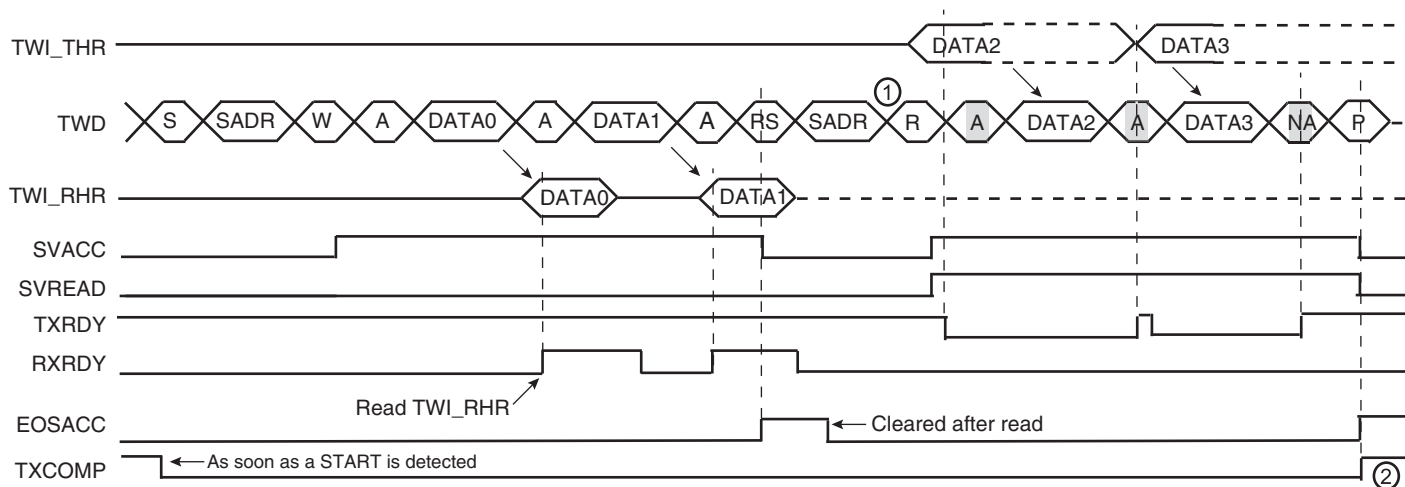 TWI_THR DATA2 DATA3
①
TWD S SADR W A DATA0 A DATA1 A RS SADR R A DATA2 A DATA3 NA P
TWI_RHR DATA0 DATA1
SVACC
SVREAD
TXRDY
RXRDY
Read TWI_RHR
EOSACC Cleared after read
TXCOMP As soon as a START is detected ②